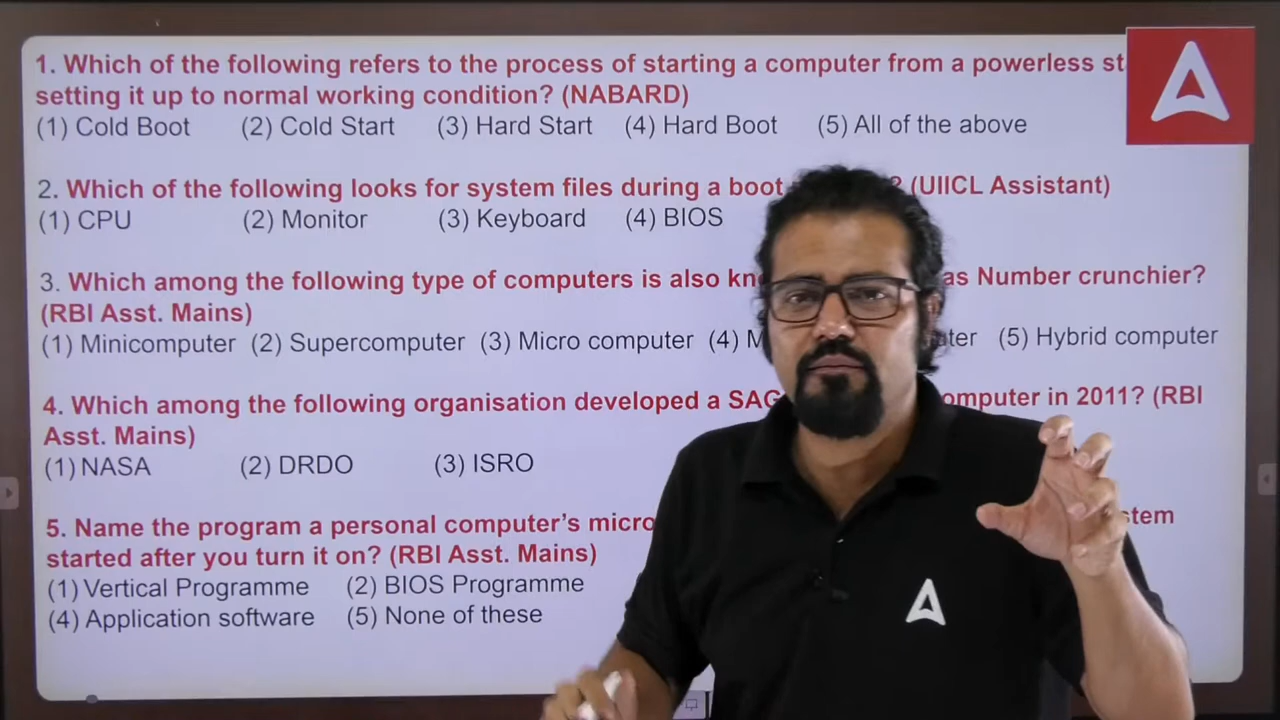 1. Which of the following refers to the process of starting a computer from a powerless
setting it up to normal working condition? (NABARD)
(1) Cold Boot (2) Cold Start (3) Hard Start (4) Hard Boot (5) All of the above
2. Which of the following looks for system files during a boot ? (UIICL Assistant)
(1) CPU (2) Monitor (3) Keyboard (4) BIOS
3. Which among the following type of computers is also as Number crunchier?
(RBI Asst. Mains)
(1) Minicomputer (2) Supercomputer (3) Micro computer (4) (5) Hybrid computer
4. Which among the following organisation developed a in 2011? (RBI
Asst. Mains)
(1) NASA (2) DRDO (3) ISRO
5. Name the program a personal computer's
started after you turn it on? (RBI Asst. Mains)
(1) Vertical Programme (2) BIOS Programme
(4) Application software (5) None of these